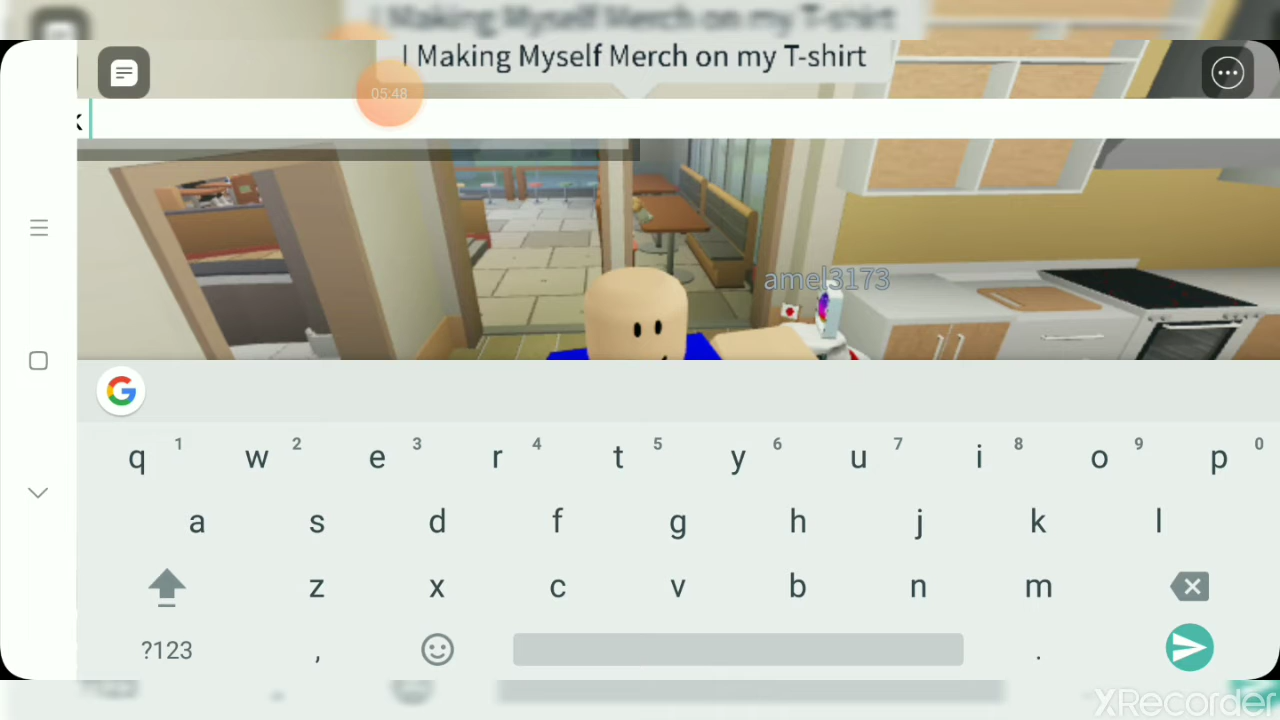 I Making Myself Merch on my T-shirt
05:48
k
amel3173
G
q 1 w 2 e 3 r 4 t 5 y 6 u 7 i 8 o 9 p 0
a s d f g h j k l
z x c v b n m
?123 , .
XRecorder